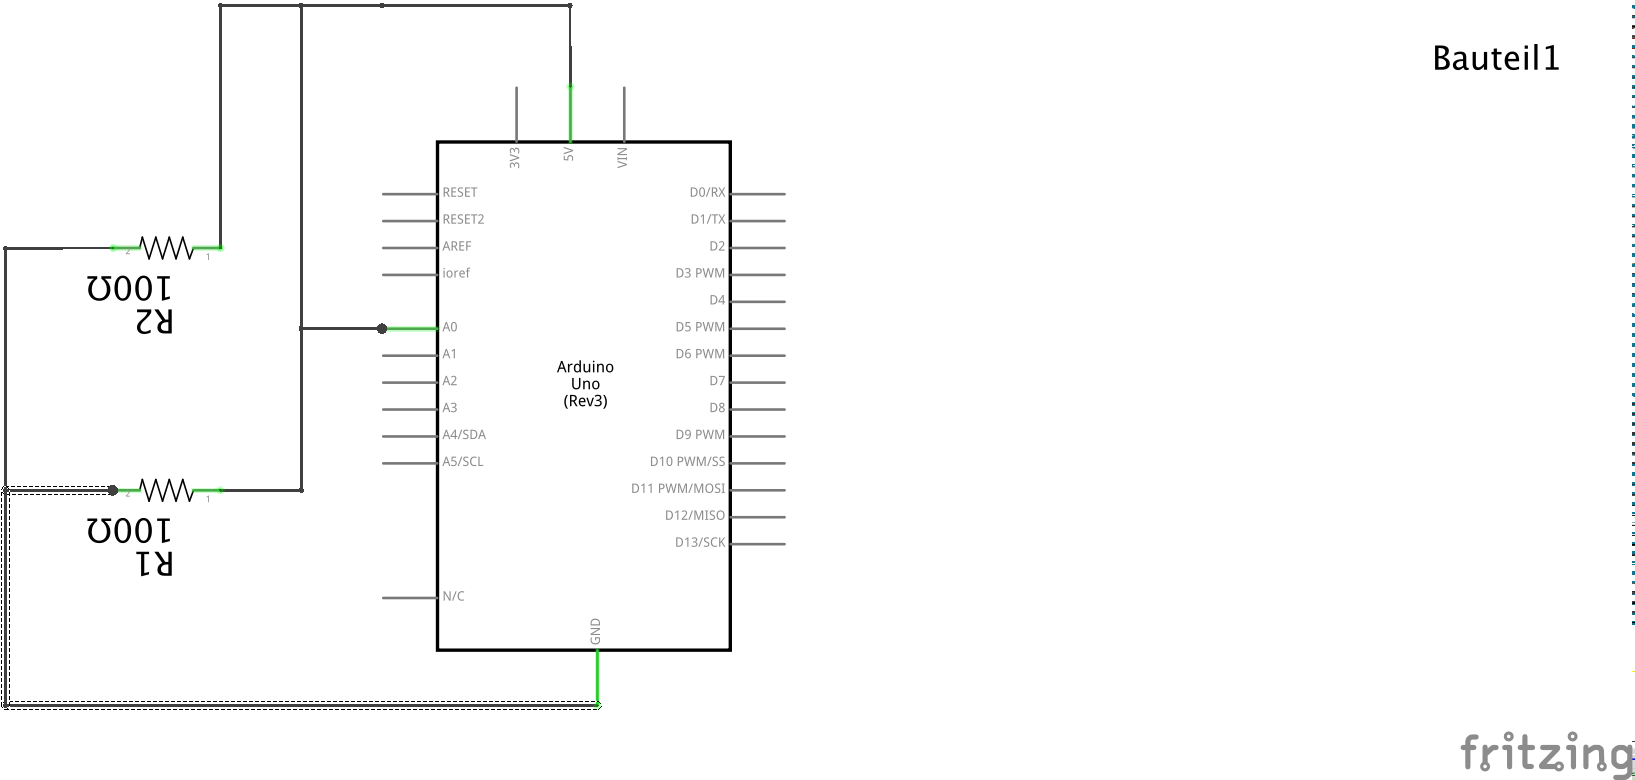 Bauteil1
3V3
5V
VIN
RESET
D0/RX
RESET2
D1/TX
AREF
D2
ioref
D3 PWM
D4
A0
D5 PWM
A1
D6 PWM
A2
D7
A3
D8
A4/SDA
D9 PWM
A5/SCL
D10 PWM/SS
D11 PWM/MOSI
D12/MISO
D13/SCK
N/C
GND
Arduino
Uno
(Rev3)
2
1
100Ω
R2
2
1
100Ω
R1
fritzing